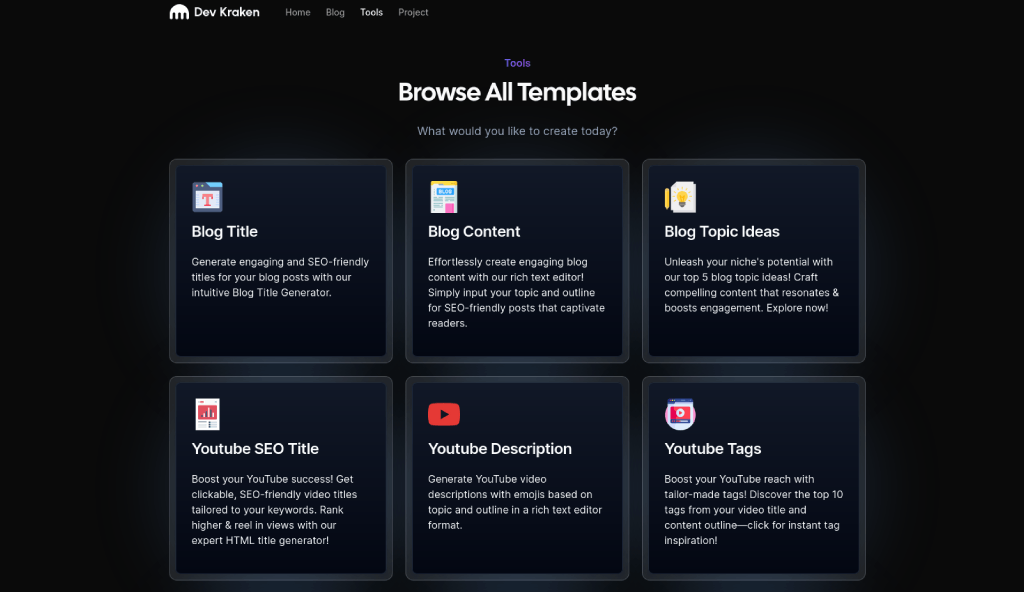 Dev Kraken
Home Blog Tools Project
Tools
Browse All Templates
What would you like to create today?
Blog Title
Generate engaging and SEO-friendly
titles for your blog posts with our
intuitive Blog Title Generator.
BLOG
Blog Content
Effortlessly create engaging blog
content with our rich text editor!
Simply input your topic and outline
for SEO-friendly posts that captivate
readers.
Blog Topic Ideas
Unleash your niche's potential with
our top 5 blog topic ideas! Craft
compelling content that resonates &
boosts engagement. Explore now!
Youtube SEO Title
Boost your YouTube success! Get
clickable, SEO-friendly video titles
tailored to your keywords. Rank
higher & reel in views with our
expert HTML title generator!
Youtube Description
Generate YouTube video
descriptions with emojis based on
topic and outline in a rich text editor
format.
Youtube Tags
Boost your YouTube reach with
tailor-made tags! Discover the top 10
tags from your video title and
content outline—click for instant tag
inspiration!